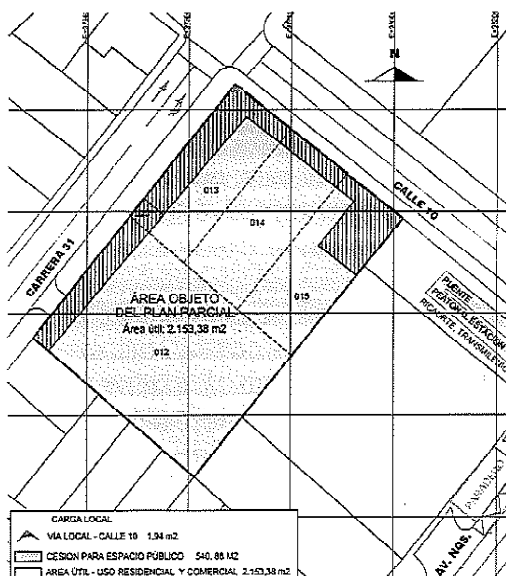 N
CALLE 10
CARRERA 31
013
014
015
012
ÁREA OBJETO
DEL PLAN PARCIAL
Área útil: 2.153,38 m2
PUENTE
PEATONAL ESTACIÓN
RICAURTE TRANSMILENIO
AV. NQS.
CARGA LOCAL
VIA LOCAL - CALLE 10 1,94 m2
CESION PARA ESPACIO PÚBLICO 540, 86 M2
AREA ÚTIL - USO RESIDENCIAL Y COMERCIAL 2.153,38 m2